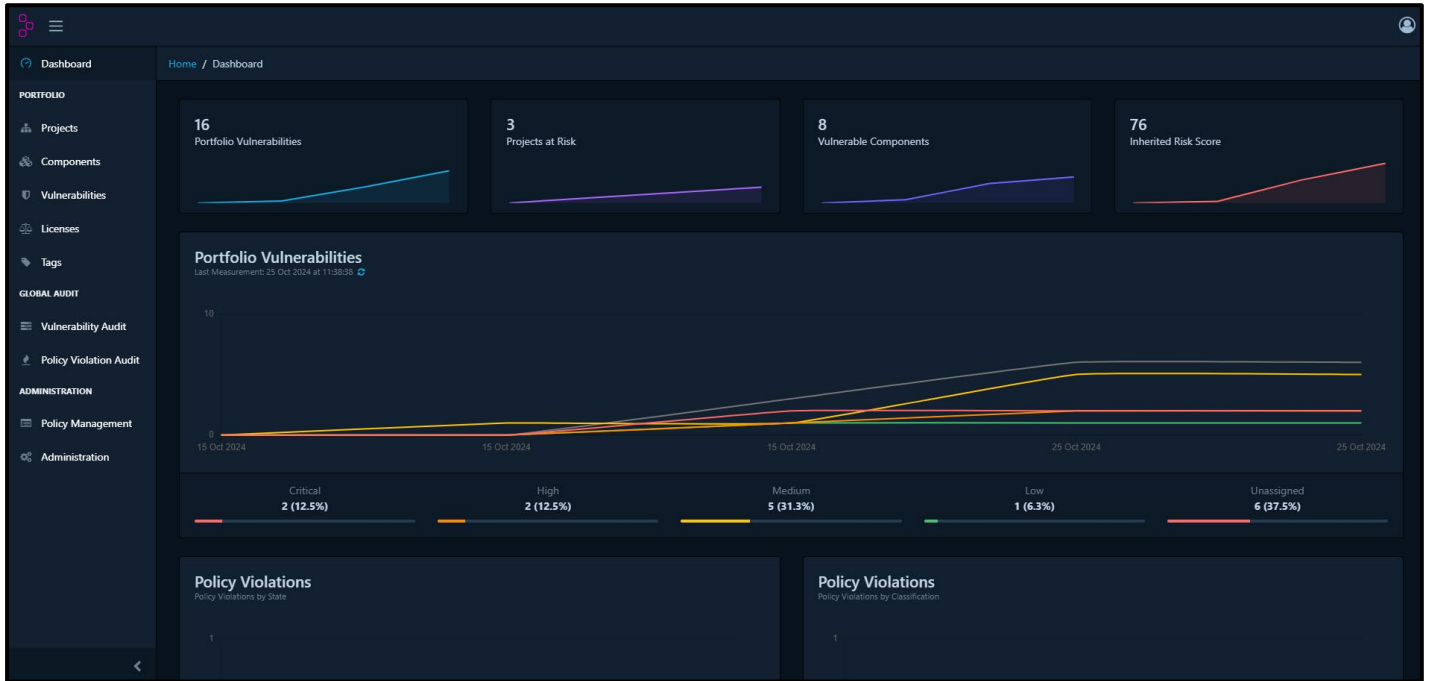 Dashboard
Home / Dashboard
PORTFOLIO
Projects
Components
Vulnerabilities
Licenses
Tags
GLOBAL AUDIT
Vulnerability Audit
Policy Violation Audit
ADMINISTRATION
Policy Management
Administration
16
Portfolio Vulnerabilities
3
Projects at Risk
8
Vulnerable Components
76
Inherited Risk Score
Portfolio Vulnerabilities
Last Measurement: 25 Oct 2024 at 11:38:38
10
0
15 Oct 2024
15 Oct 2024
15 Oct 2024
25 Oct 2024
25 Oct 2024
Critical
2 (12.5%)
High
2 (12.5%)
Medium
5 (31.3%)
Low
1 (6.3%)
Unassigned
6 (37.5%)
Policy Violations
Policy Violations by State
1
Policy Violations
Policy Violations by Classification
1